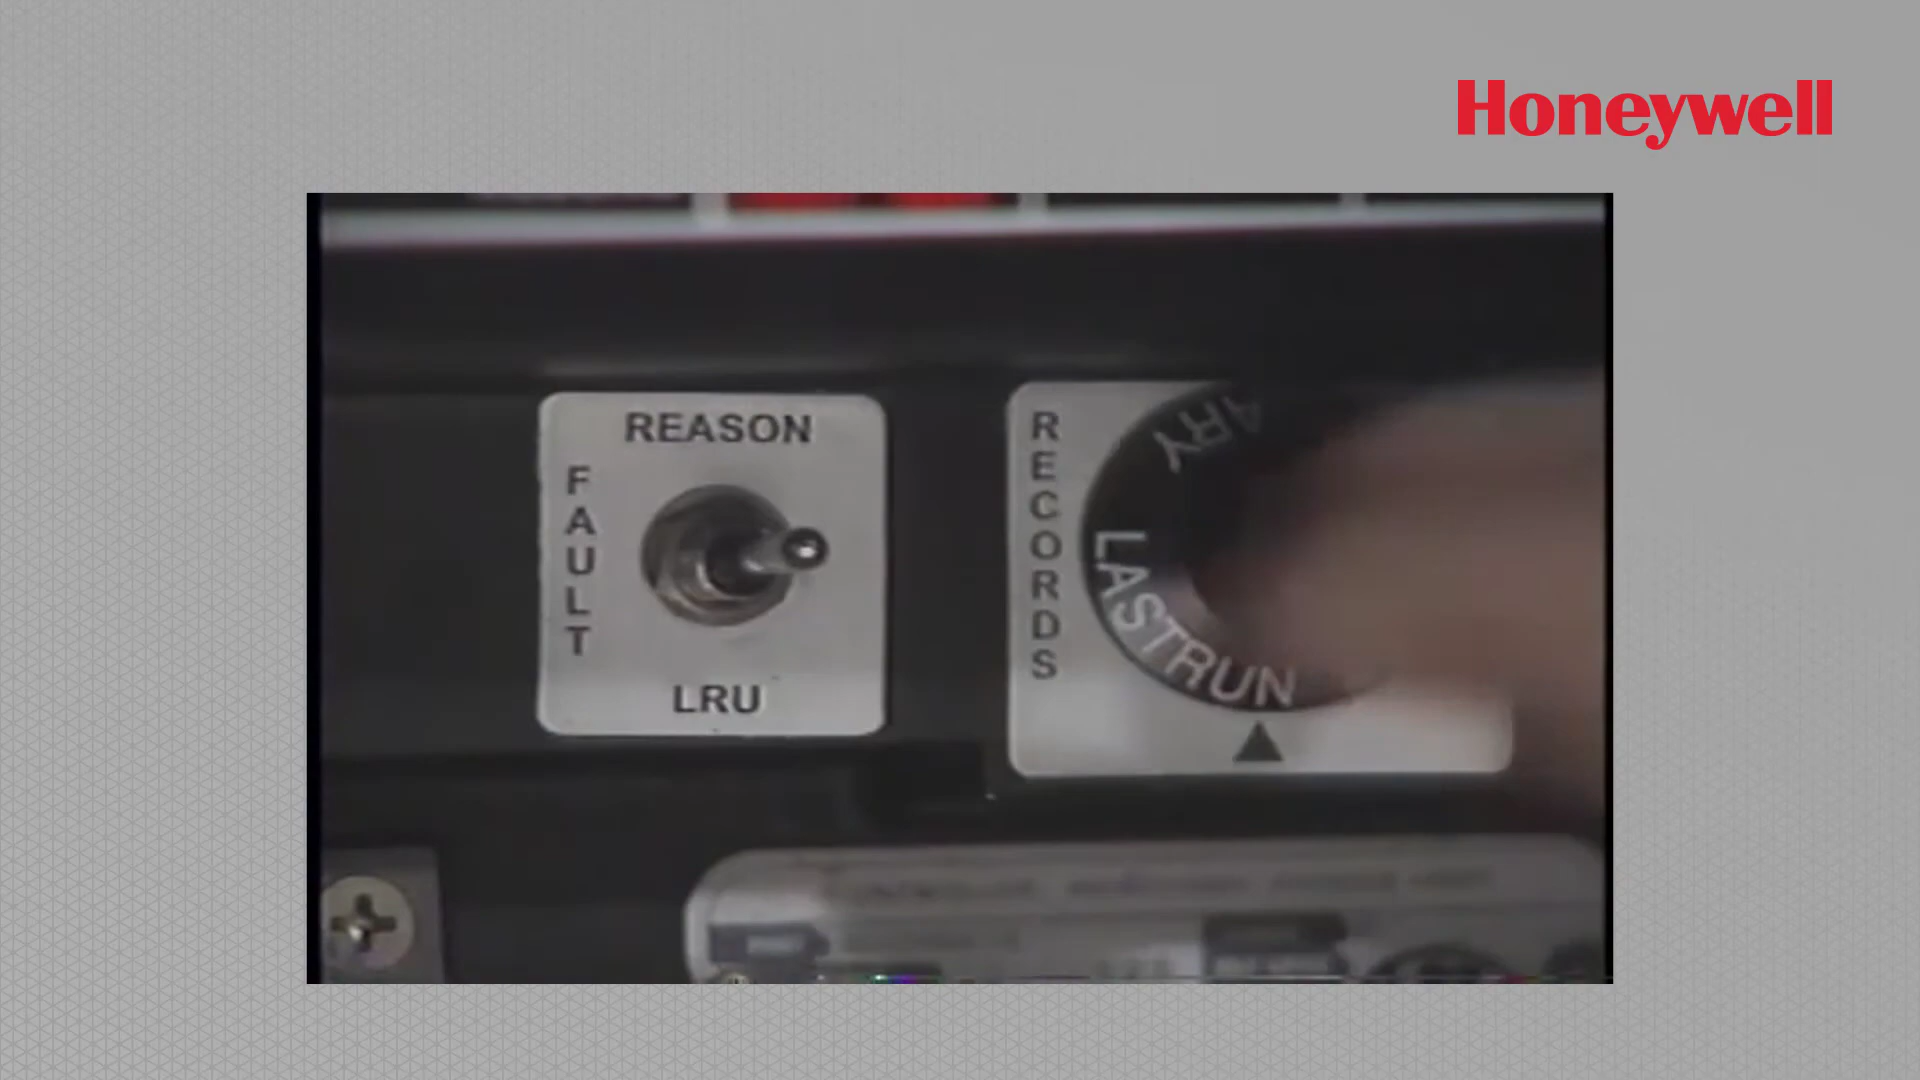 Honeywell
REASON
FAULT
LRU
RECORDS
ARY
LASTRUN